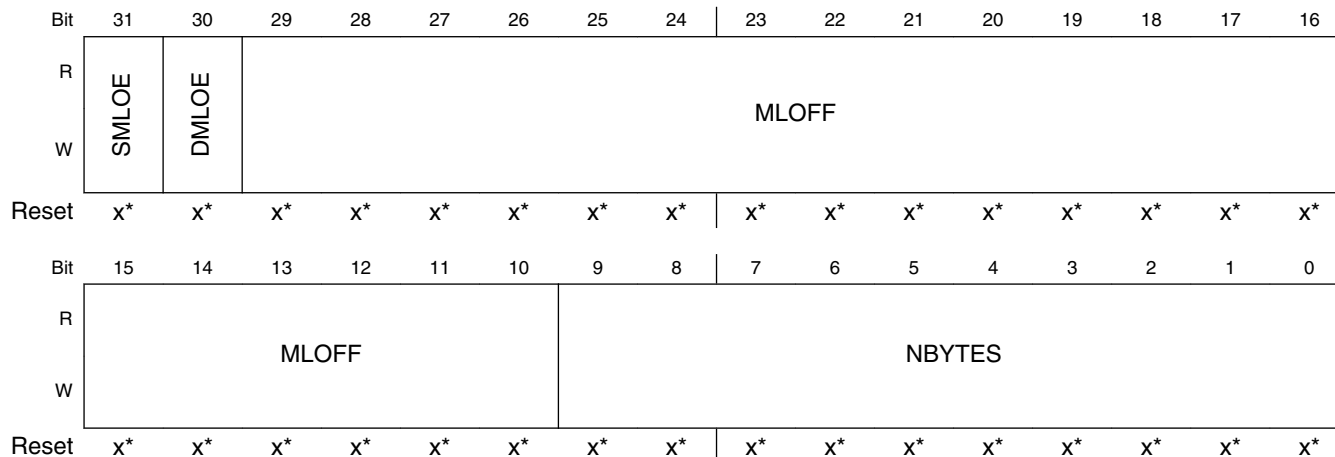 Bit 31 30 29 28 27 26 25 24 23 22 21 20 19 18 17 16
R
SMLOE DMLOE MLOFF
W
Reset x* x* x* x* x* x* x* x* x* x* x* x* x* x* x* x*
Bit 15 14 13 12 11 10 9 8 7 6 5 4 3 2 1 0
R
MLOFF NBYTES
W
Reset x* x* x* x* x* x* x* x* x* x* x* x* x* x* x* x*